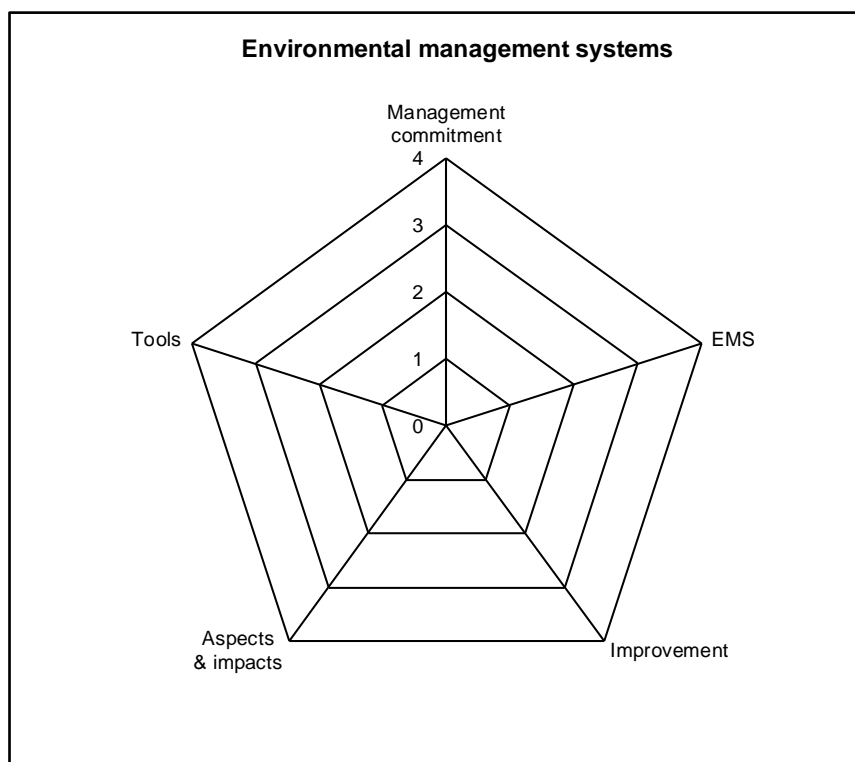 Environmental management systems
Management
commitment
4
3
2
1
0
Tools
EMS
Aspects
& impacts
Improvement